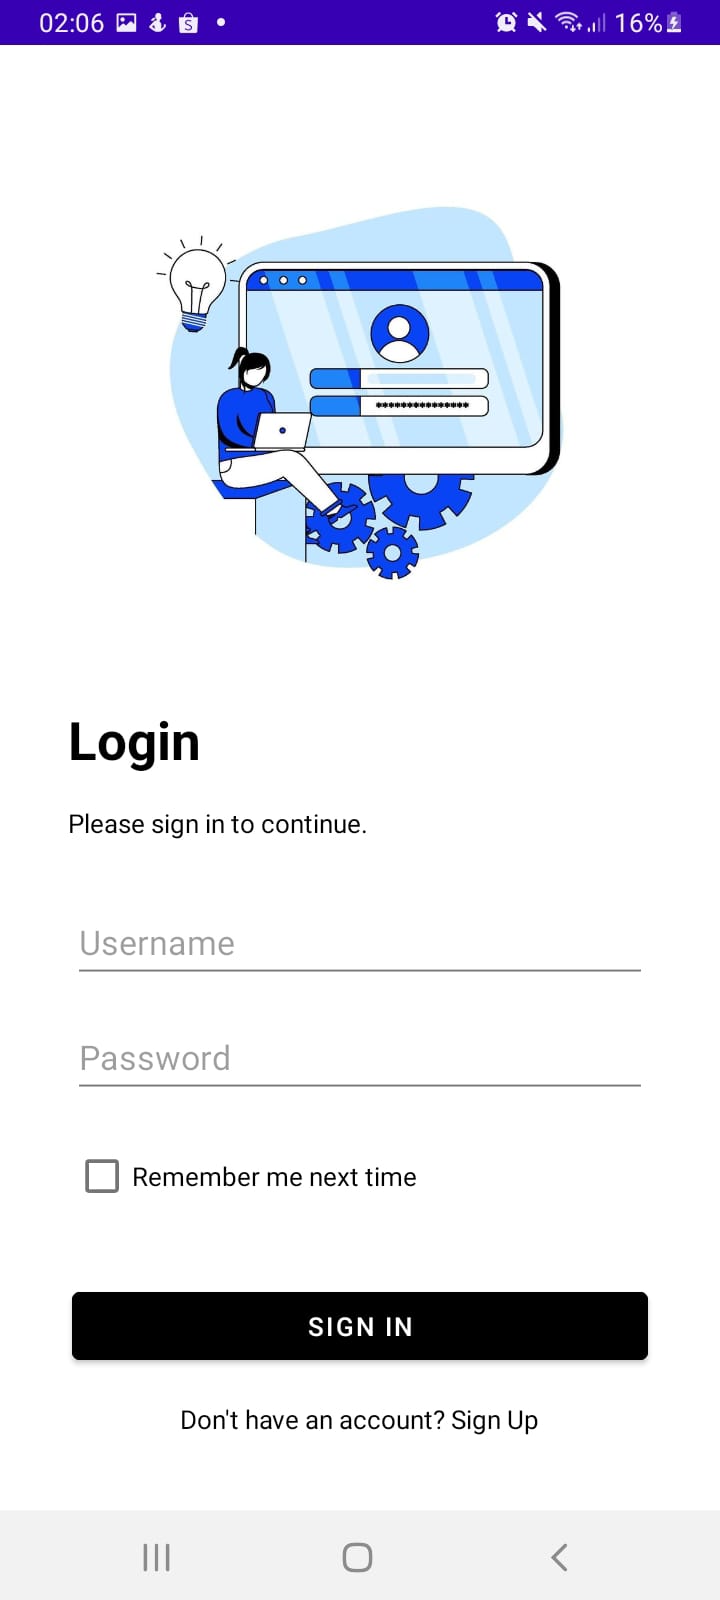 02:06 16%
Login
Please sign in to continue.
Username
Password
Remember me next time
SIGN IN
Don't have an account? Sign Up